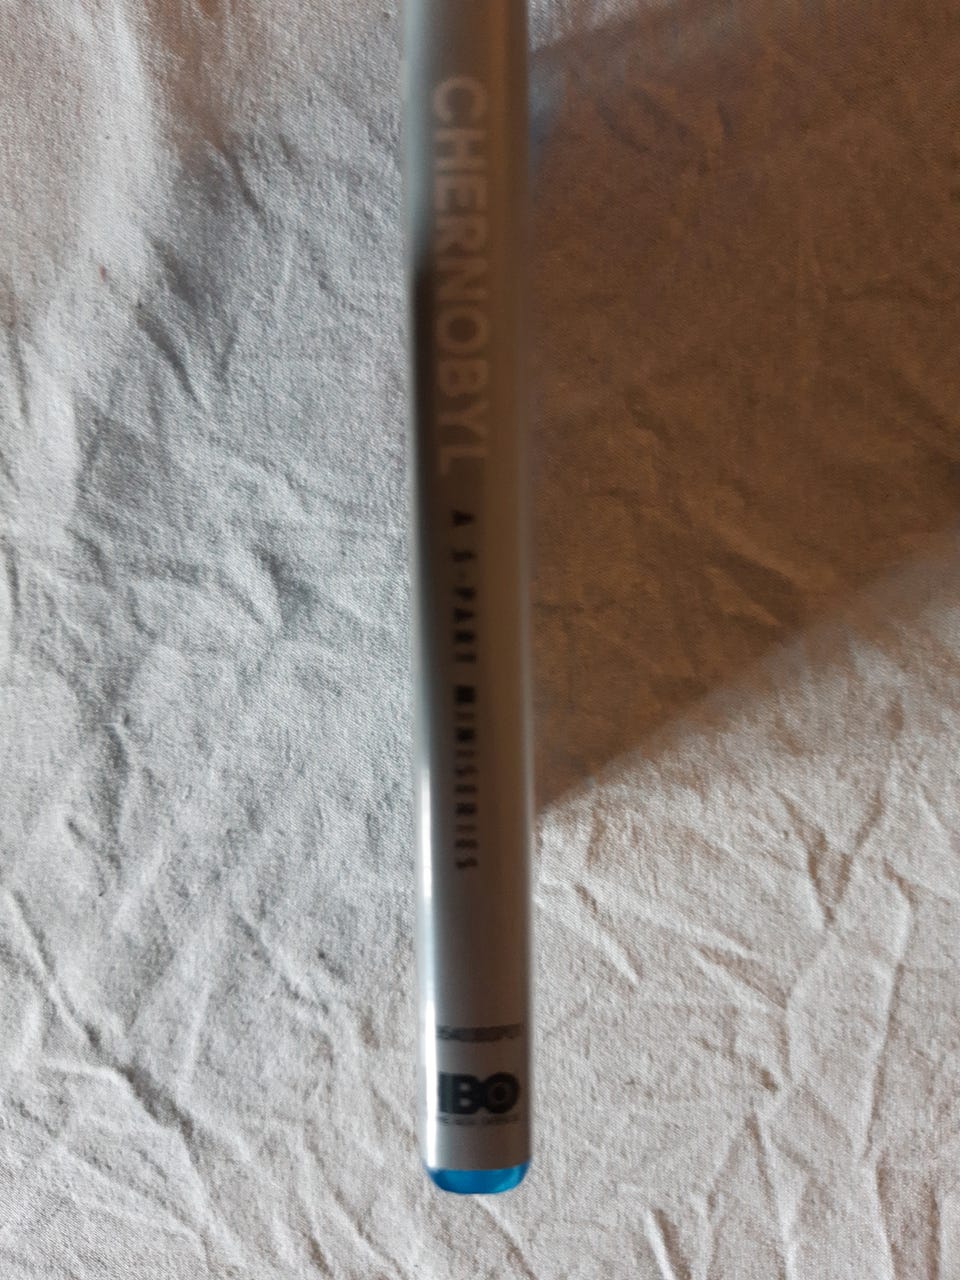 CHERNOBYL
A 5-PART MINISERIES
HBO